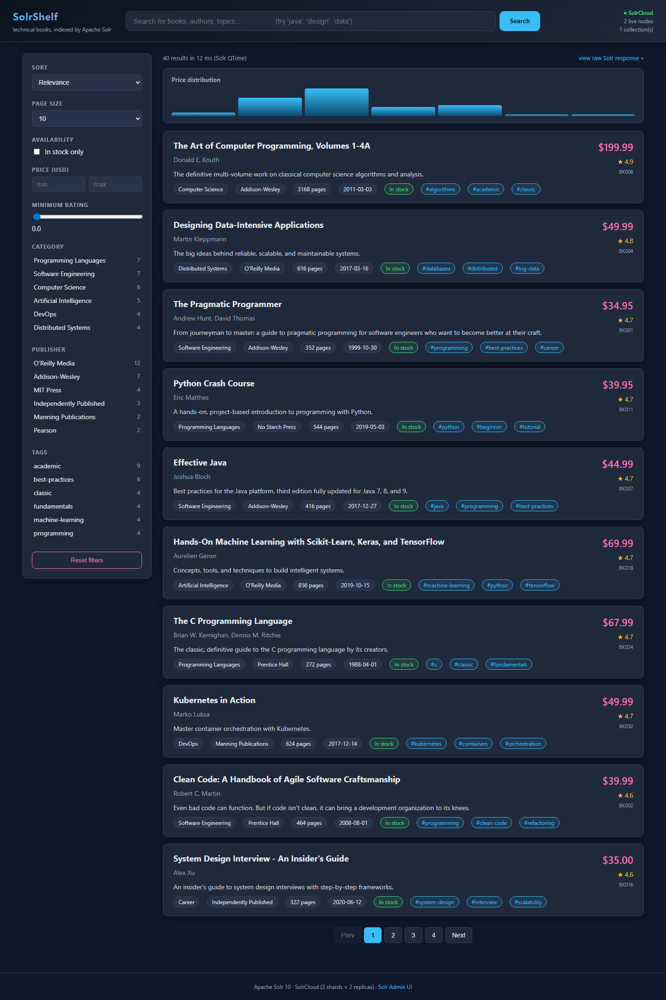 SolrShelf
technical books, indexed by Apache Solr
Search for books, authors, topics... (try 'java', 'design', 'data')
Search
● SolrCloud
2 live nodes
1 collection(s)
SORT
Relevance
PAGE SIZE
10
AVAILABILITY
In stock only
PRICE (USD)
min max
MINIMUM RATING
0.0
CATEGORY
Programming Languages 7
Software Engineering 7
Computer Science 6
Artificial Intelligence 5
DevOps 4
Distributed Systems 4
PUBLISHER
O'Reilly Media 12
Addison-Wesley 7
MIT Press 4
Independently Published 3
Manning Publications 2
Pearson 2
TAGS
academic 9
best-practices 6
classic 4
fundamentals 4
machine-learning 4
programming 4
Reset filters
40 results in 12 ms (Solr QTime) view raw Solr response »
Price distribution
The Art of Computer Programming, Volumes 1-4A $199.99
Donald E. Knuth ★ 4.9
The definitive multi-volume work on classical computer science algorithms and analysis. BK008
Computer Science Addison-Wesley 3168 pages 2011-03-03 In stock #algorithms #academic #classic
Designing Data-Intensive Applications $49.99
Martin Kleppmann ★ 4.8
The big ideas behind reliable, scalable, and maintainable systems. BK004
Distributed Systems O'Reilly Media 616 pages 2017-03-16 In stock #databases #distributed #big-data
The Pragmatic Programmer $34.95
Andrew Hunt, David Thomas ★ 4.7
From journeyman to master: a guide to pragmatic programming for software engineers who want to become better at their craft. BK001
Software Engineering Addison-Wesley 352 pages 1999-10-30 In stock #programming #best-practices #career
Python Crash Course $39.95
Eric Matthes ★ 4.7
A hands-on, project-based introduction to programming with Python. BK011
Programming Languages No Starch Press 544 pages 2019-05-03 In stock #python #beginner #tutorial
Effective Java $44.99
Joshua Bloch ★ 4.7
Best practices for the Java platform, third edition fully updated for Java 7, 8, and 9. BK007
Software Engineering Addison-Wesley 416 pages 2017-12-27 In stock #java #programming #best-practices
Hands-On Machine Learning with Scikit-Learn, Keras, and TensorFlow $69.99
Aurelien Geron ★ 4.7
Concepts, tools, and techniques to build intelligent systems. BK018
Artificial Intelligence O'Reilly Media 856 pages 2019-10-15 In stock #machine-learning #python #tensorflow
The C Programming Language $67.99
Brian W. Kernighan, Dennis M. Ritchie ★ 4.7
The classic, definitive guide to the C programming language by its creators. BK024
Programming Languages Prentice Hall 272 pages 1988-04-01 In stock #c #classic #fundamentals
Kubernetes in Action $49.99
Marko Luksa ★ 4.7
Master container orchestration with Kubernetes. BK032
DevOps Manning Publications 624 pages 2017-12-14 In stock #kubernetes #containers #orchestration
Clean Code: A Handbook of Agile Software Craftsmanship $39.99
Robert C. Martin ★ 4.6
Even bad code can function. But if code isn't clean, it can bring a development organization to its knees. BK002
Software Engineering Prentice Hall 464 pages 2008-08-01 In stock #programming #clean-code #refactoring
System Design Interview - An Insider's Guide $35.00
Alex Xu ★ 4.6
An insider's guide to system design interviews with step-by-step frameworks. BK016
Career Independently Published 322 pages 2020-06-12 In stock #system-design #interview #scalability
Prev 1 2 3 4 Next
Apache Solr 10 · SolrCloud (2 shards × 2 replicas) · Solr Admin UI